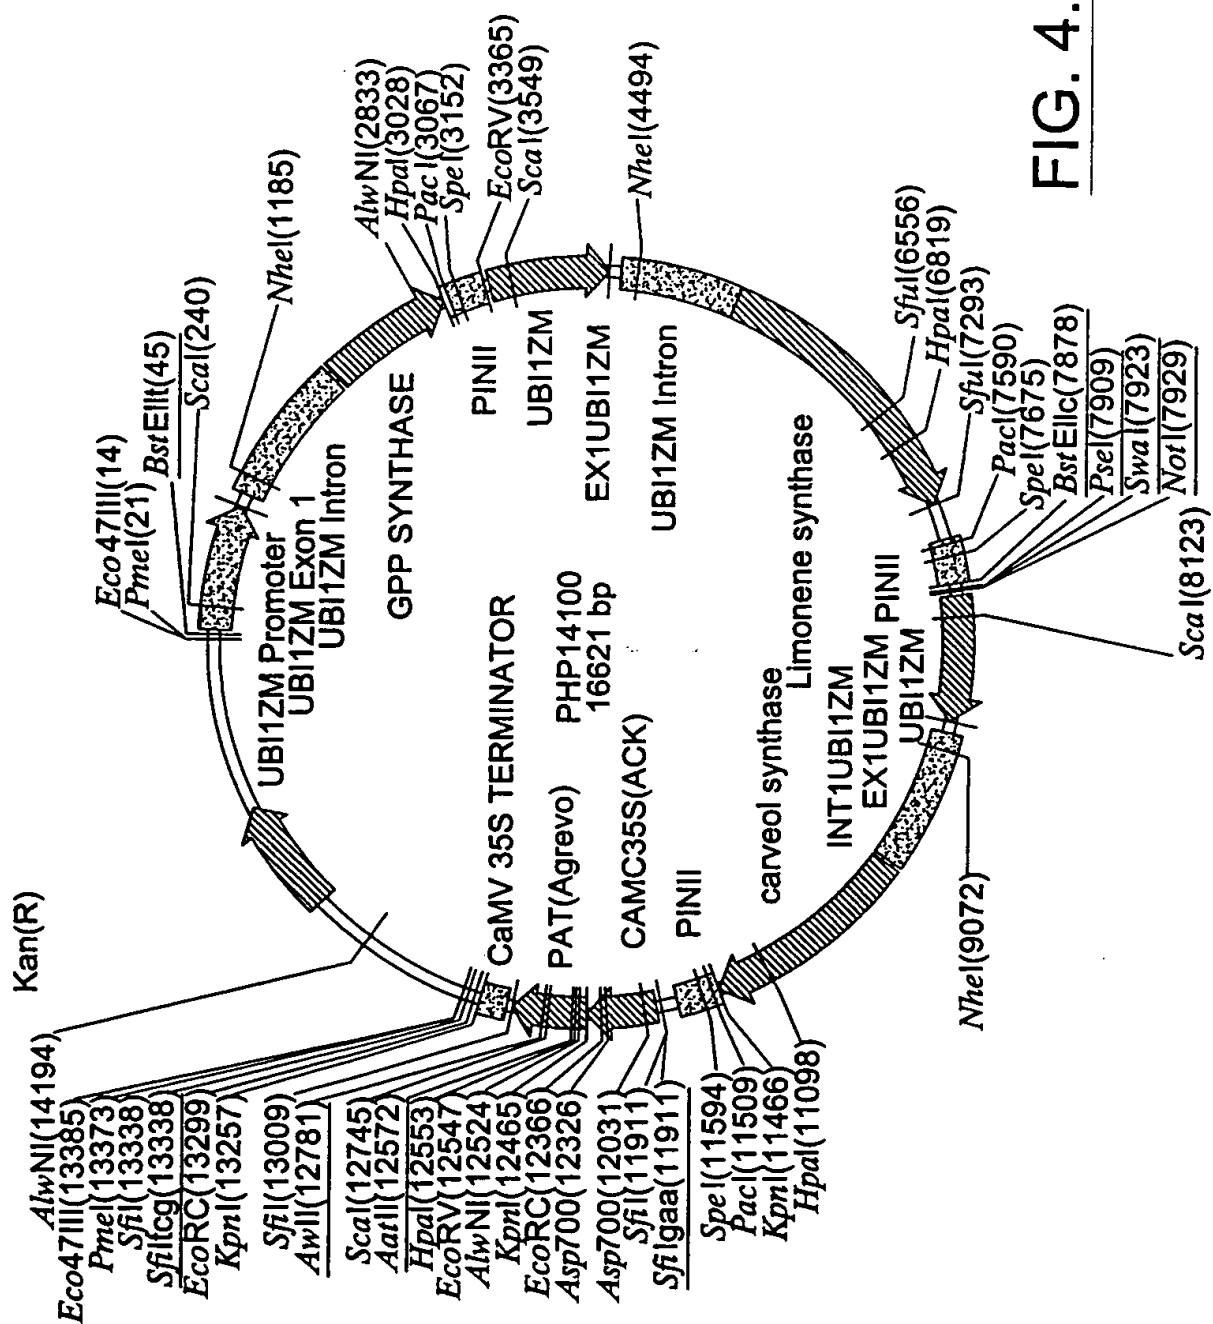 Kan(R)
AlwNI(14194)
Eco47III(13385)
PmeI(13373)
SfiI(13338)
SfiItcg(13338)
EcoRC(13299)
KpnI(13257)
SfiI(13009)
AwII(12781)
ScaI(12745)
AatII(12572)
HpaI(12553)
EcoRV(12547)
AlwNI(12524)
KpnI(12465)
EcoRC(12366)
Asp700(12326)
Asp700(12031)
SfiI(11911)
SfiIgaa(11911)
SpeI(11594)
PacI(11509)
KpnI(11466)
HpaI(11098)
NheI(9072)
Eco47III(14)
PmeI(21)
BstEIIt(45)
ScaI(240)
NheI(1185)
AlwNI(2833)
HpaI(3028)
PacI(3067)
SpeI(3152)
EcoRV(3365)
ScaI(3549)
NheI(4494)
SfuI(6556)
HpaI(6819)
SfuI(7293)
PacI(7590)
SpeI(7675)
BstEIIc(7878)
PseI(7909)
SwaI(7923)
NotI(7929)
ScaI(8123)
UBI1ZM Promoter
UBI1ZM Exon 1
UBI1ZM Intron
GPP SYNTHASE
PINII
UBI1ZM
EX1UBI1ZM
UBI1ZM Intron
CaMV 35S TERMINATOR
PAT(Agrevo)
PHP14100
16621 bp
CAMC35S(ACK)
PINII
carveol synthase
Limonene synthase
INT1UBI1ZM
EX1UBI1ZM
PINII
UBI1ZM
FIG. 4.